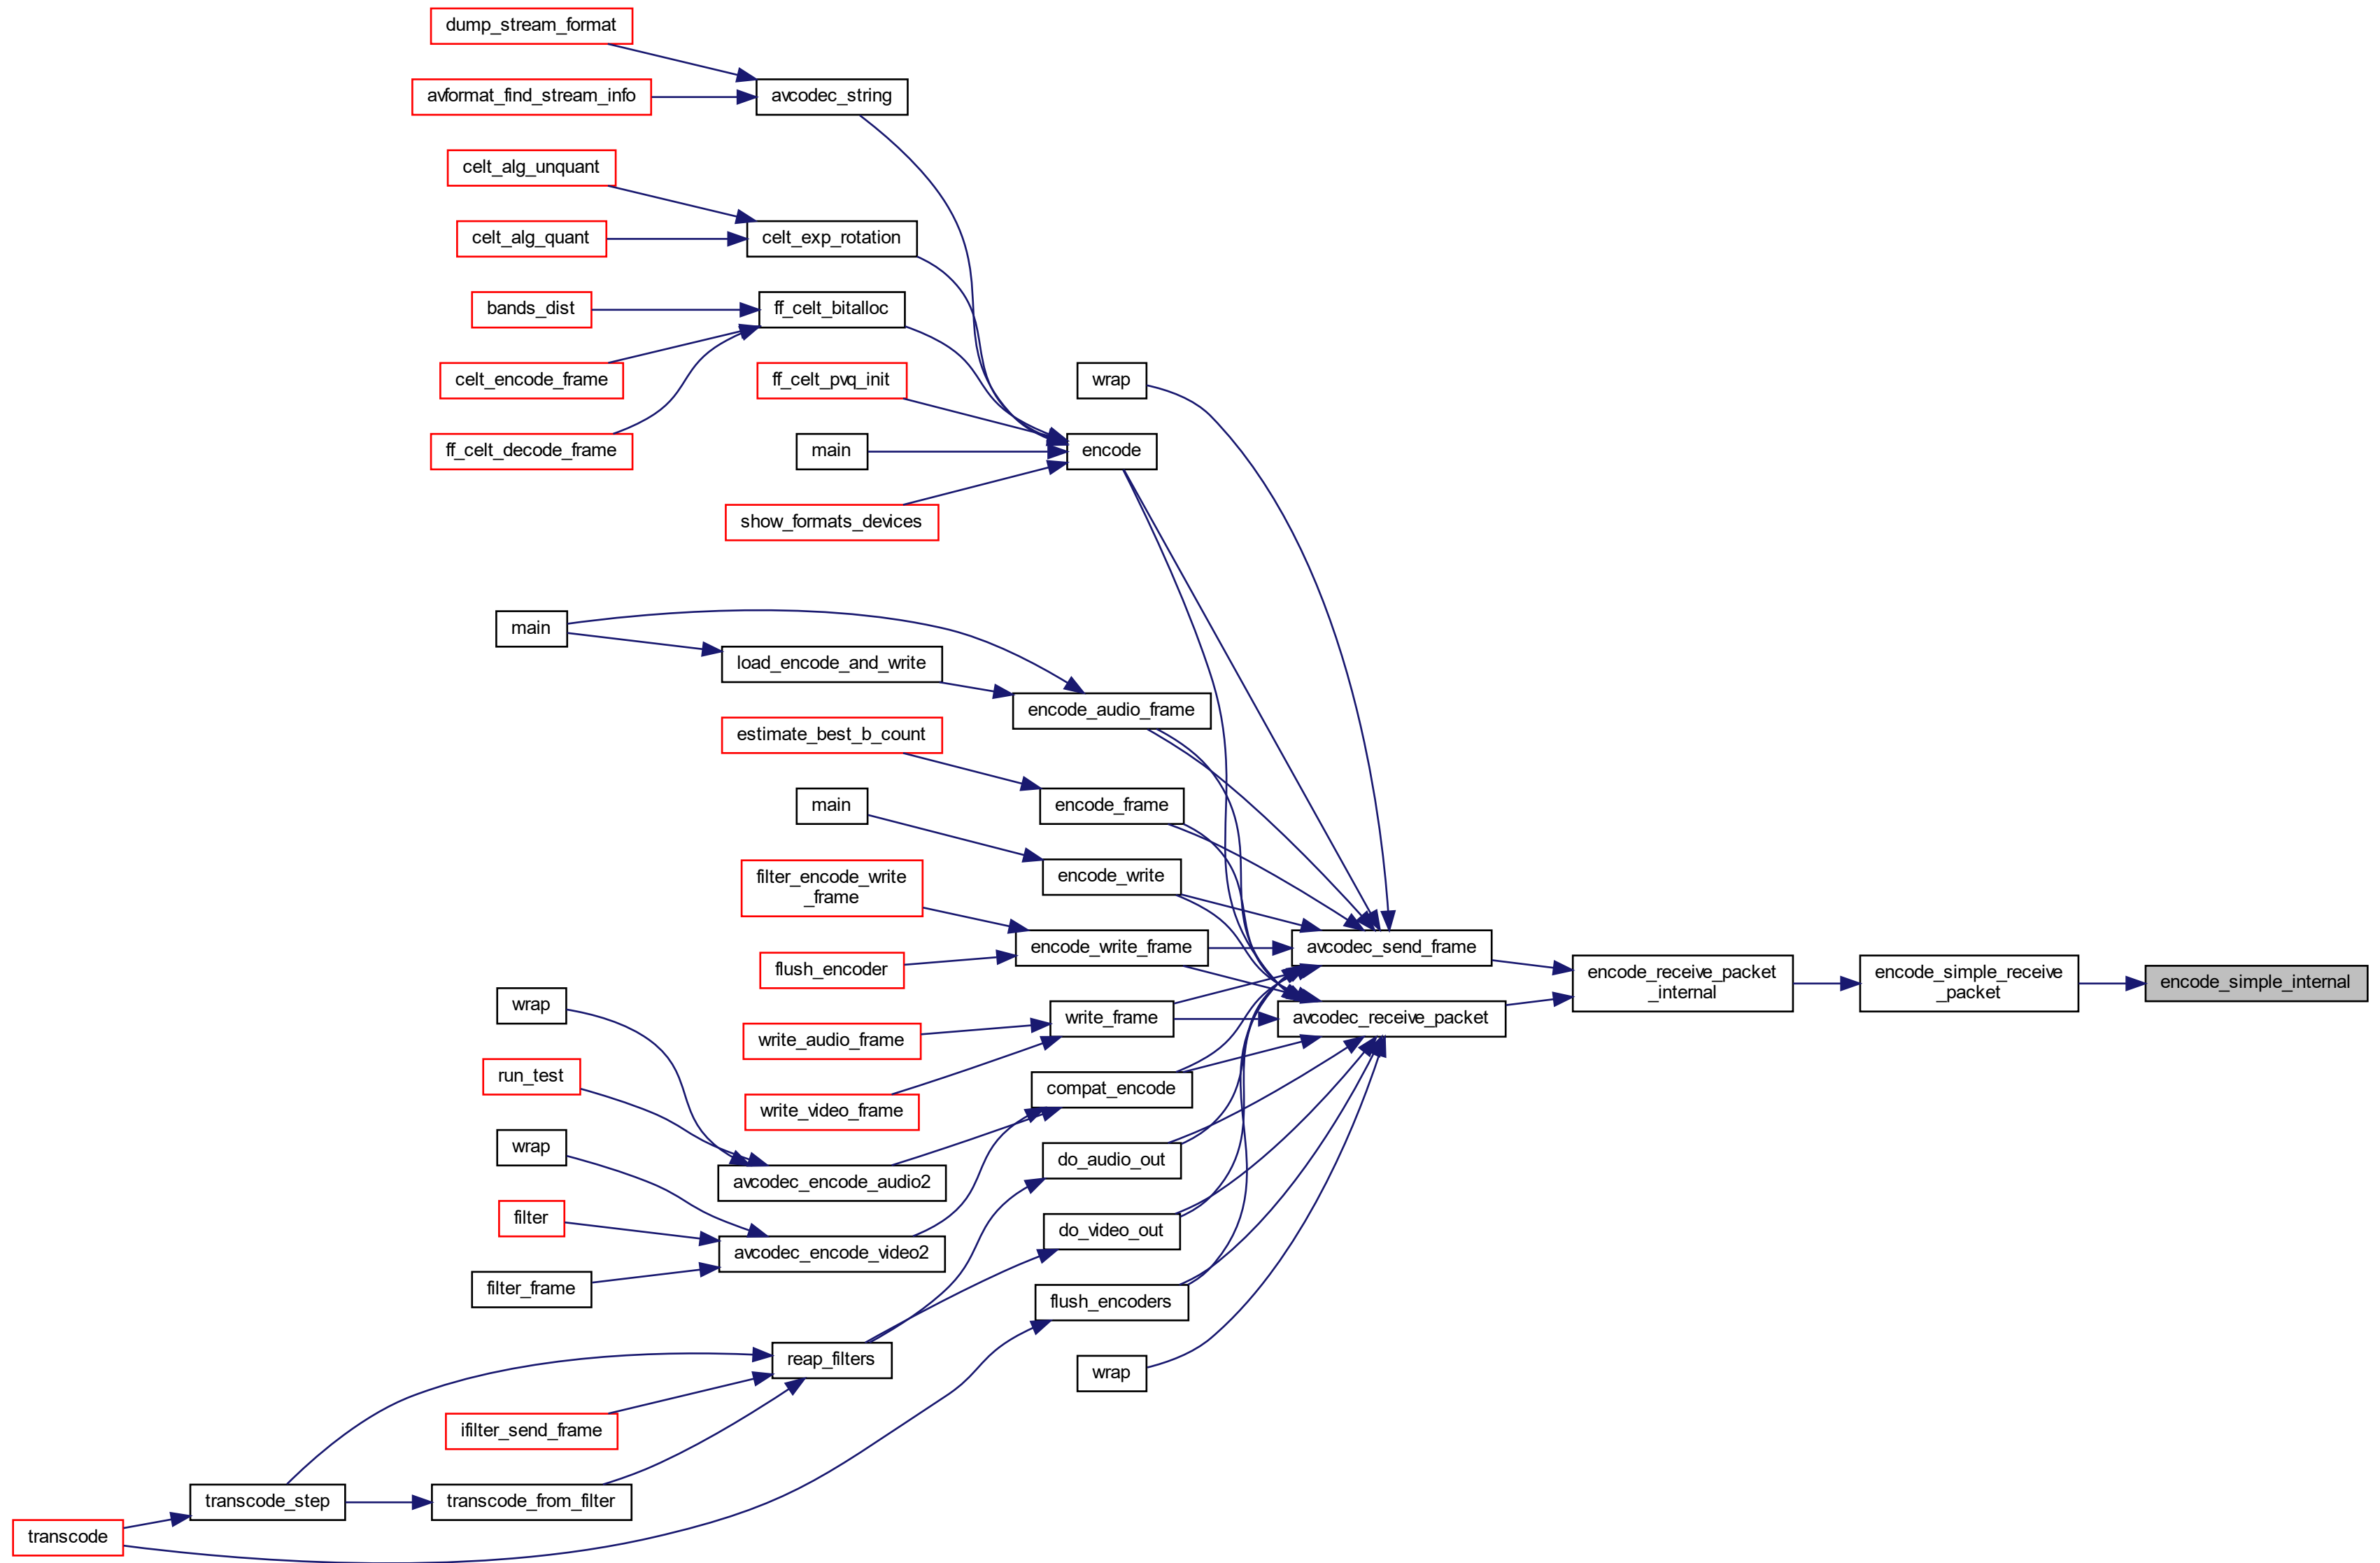 dump_stream_format
avformat_find_stream_info
avcodec_string
celt_alg_unquant
celt_alg_quant
celt_exp_rotation
bands_dist
ff_celt_bitalloc
celt_encode_frame
ff_celt_pvq_init
wrap
ff_celt_decode_frame
main
encode
show_formats_devices
main
load_encode_and_write
encode_audio_frame
estimate_best_b_count
main
encode_frame
filter_encode_write
_frame
encode_write
flush_encoder
encode_write_frame
avcodec_send_frame
encode_receive_packet
_internal
encode_simple_receive
_packet
encode_simple_internal
wrap
write_audio_frame
write_frame
avcodec_receive_packet
run_test
write_video_frame
compat_encode
wrap
avcodec_encode_audio2
do_audio_out
filter
avcodec_encode_video2
do_video_out
filter_frame
flush_encoders
reap_filters
wrap
ifilter_send_frame
transcode_step
transcode_from_filter
transcode